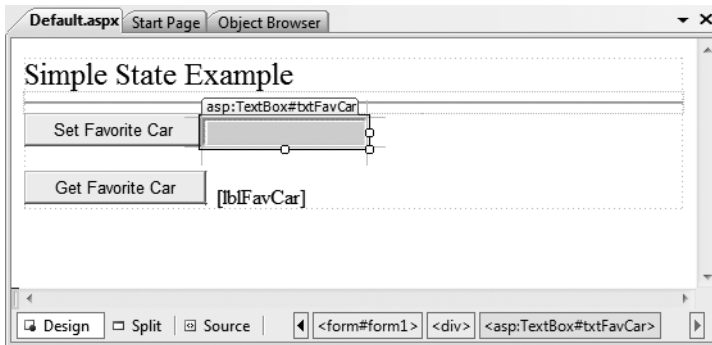 Default.aspx Start Page Object Browser
Simple State Example
asp:TextBox#txtFavCar
Set Favorite Car
Get Favorite Car [lblFavCar]
Design Split Source <form#form1> <div> <asp:TextBox#txtFavCar>